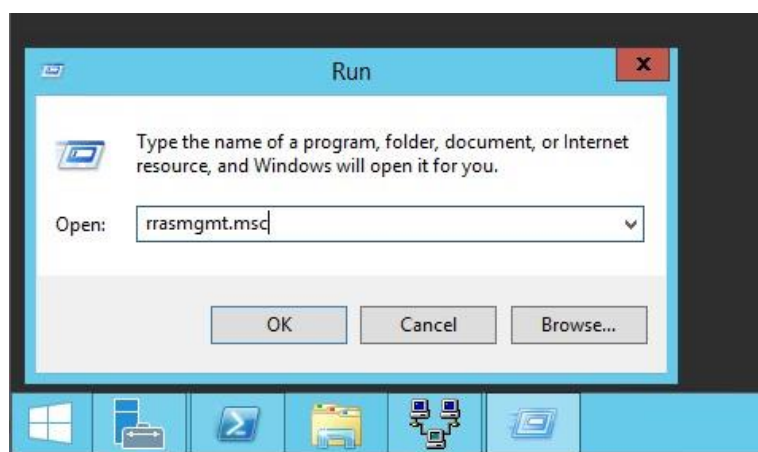 Run
x
Type the name of a program, folder, document, or Internet
resource, and Windows will open it for you.
Open: rrasmgmt.msc
OK Cancel Browse...